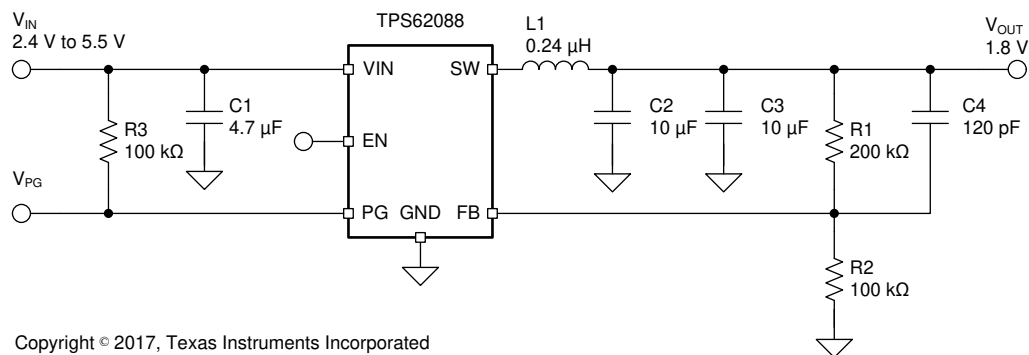 TPS62088
V_IN
2.4 V to 5.5 V
L1
0.24 µH
V_OUT
1.8 V
VIN
SW
C1
4.7 µF
R3
100 kΩ
EN
C2
10 µF
C3
10 µF
R1
200 kΩ
C4
120 pF
V_PG
PG
GND
FB
R2
100 kΩ
Copyright © 2017, Texas Instruments Incorporated